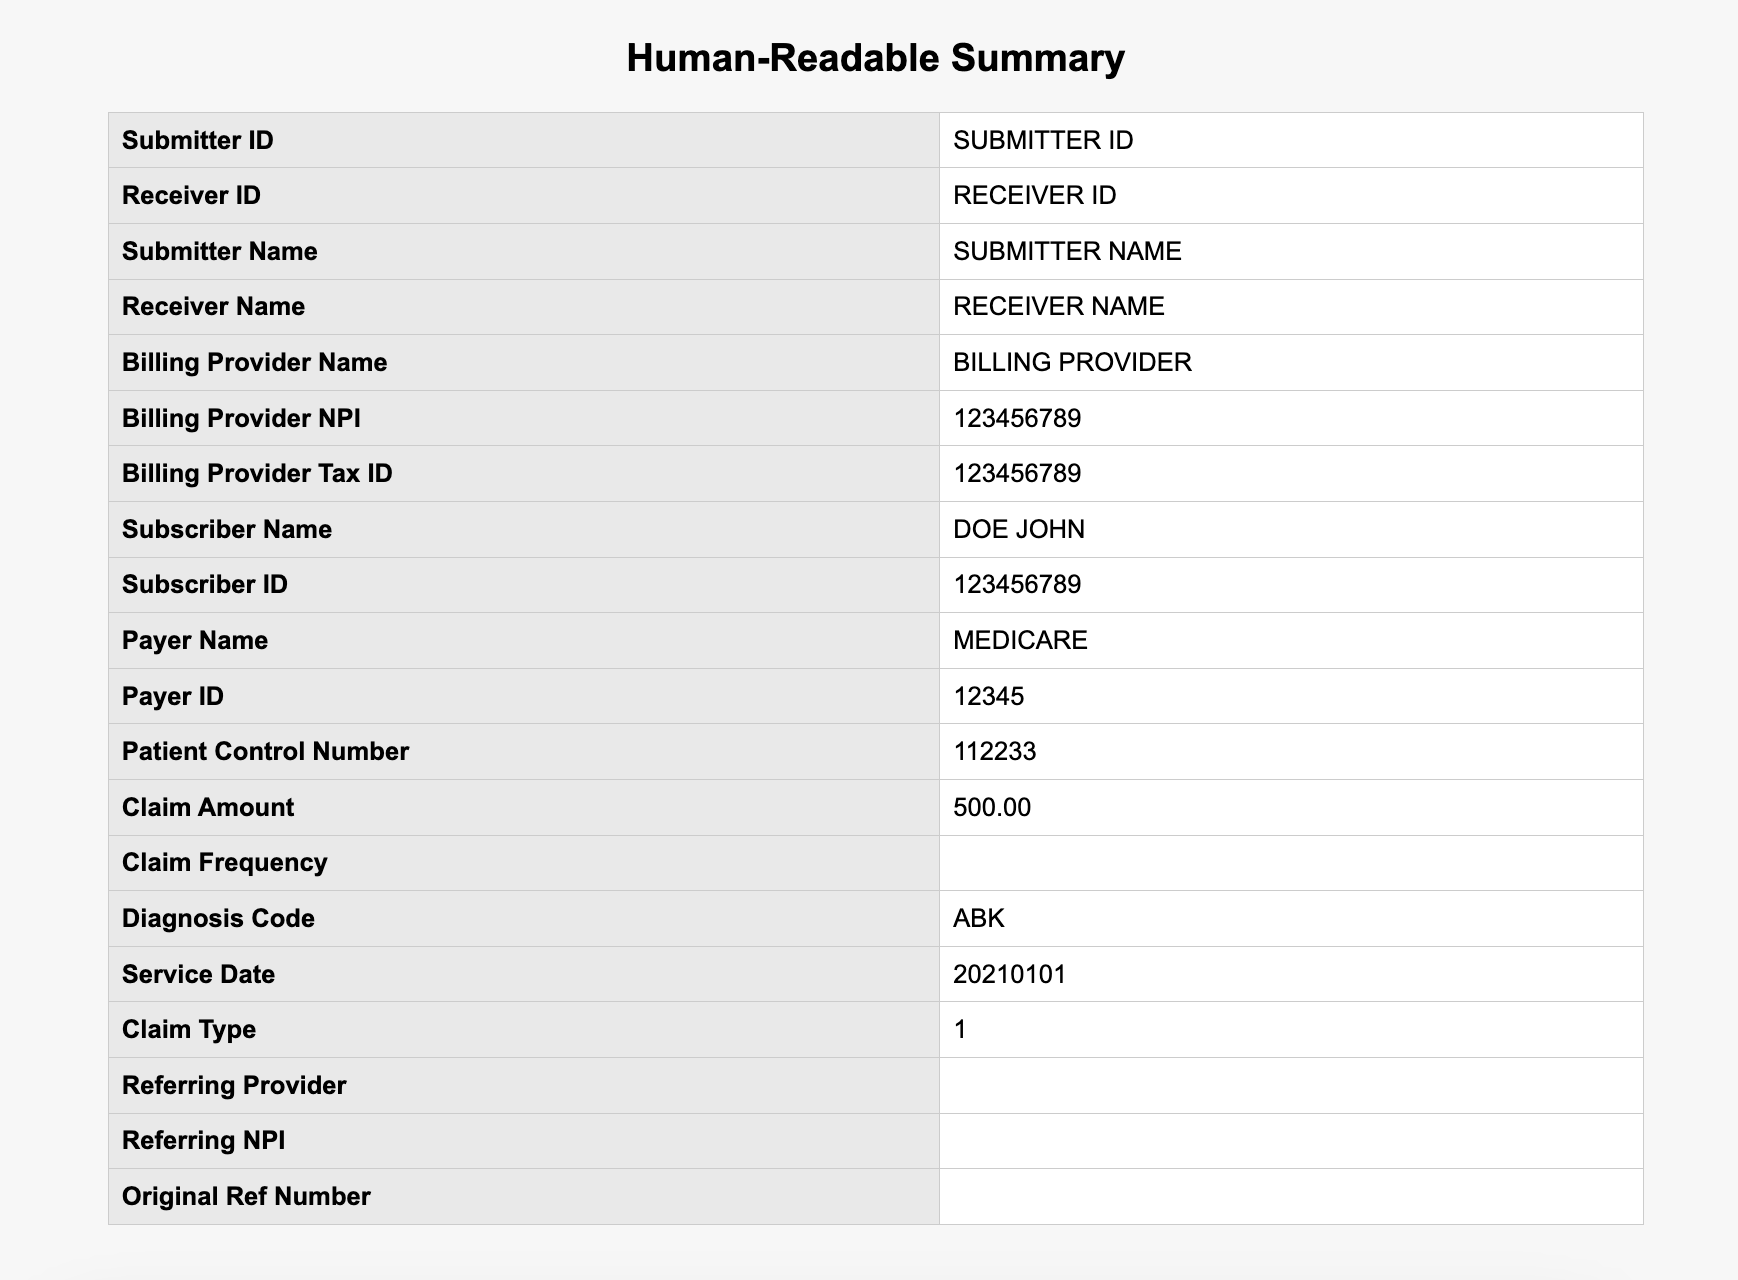 Human-Readable Summary
Submitter ID SUBMITTER ID
Receiver ID RECEIVER ID
Submitter Name SUBMITTER NAME
Receiver Name RECEIVER NAME
Billing Provider Name BILLING PROVIDER
Billing Provider NPI 123456789
Billing Provider Tax ID 123456789
Subscriber Name DOE JOHN
Subscriber ID 123456789
Payer Name MEDICARE
Payer ID 12345
Patient Control Number 112233
Claim Amount 500.00
Claim Frequency
Diagnosis Code ABK
Service Date 20210101
Claim Type 1
Referring Provider
Referring NPI
Original Ref Number